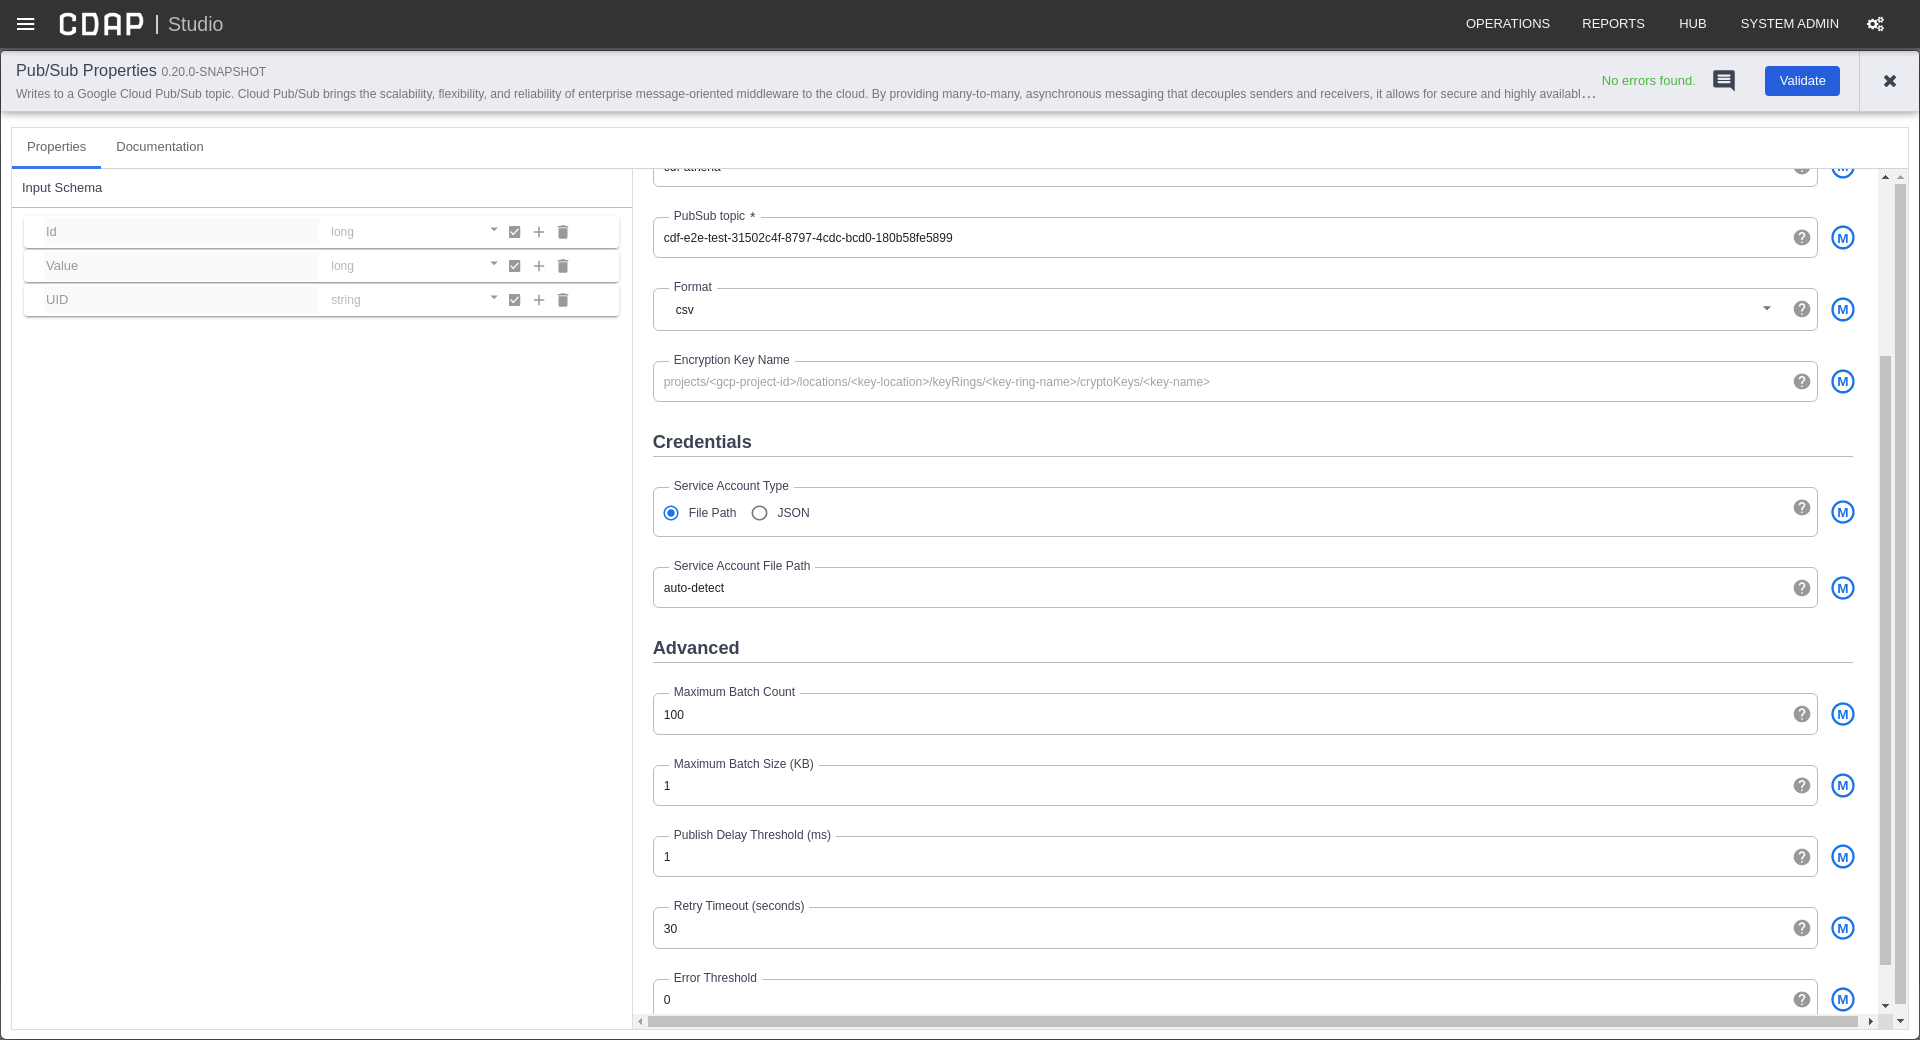 CDAP | Studio
OPERATIONS REPORTS HUB SYSTEM ADMIN
Pub/Sub Properties 0.20.0-SNAPSHOT
Writes to a Google Cloud Pub/Sub topic. Cloud Pub/Sub brings the scalability, flexibility, and reliability of enterprise message-oriented middleware to the cloud. By providing many-to-many, asynchronous messaging that decouples senders and receivers, it allows for secure and highly availabl...
No errors found.
Validate
Properties Documentation
Input Schema
Id long
Value long
UID string
M
PubSub topic *
cdf-e2e-test-31502c4f-8797-4cdc-bcd0-180b58fe5899
M
Format
csv
M
Encryption Key Name
projects/<gcp-project-id>/locations/<key-location>/keyRings/<key-ring-name>/cryptoKeys/<key-name>
M
Credentials
Service Account Type
File Path JSON
M
Service Account File Path
auto-detect
M
Advanced
Maximum Batch Count
100
M
Maximum Batch Size (KB)
1
M
Publish Delay Threshold (ms)
1
M
Retry Timeout (seconds)
30
M
Error Threshold
0
M